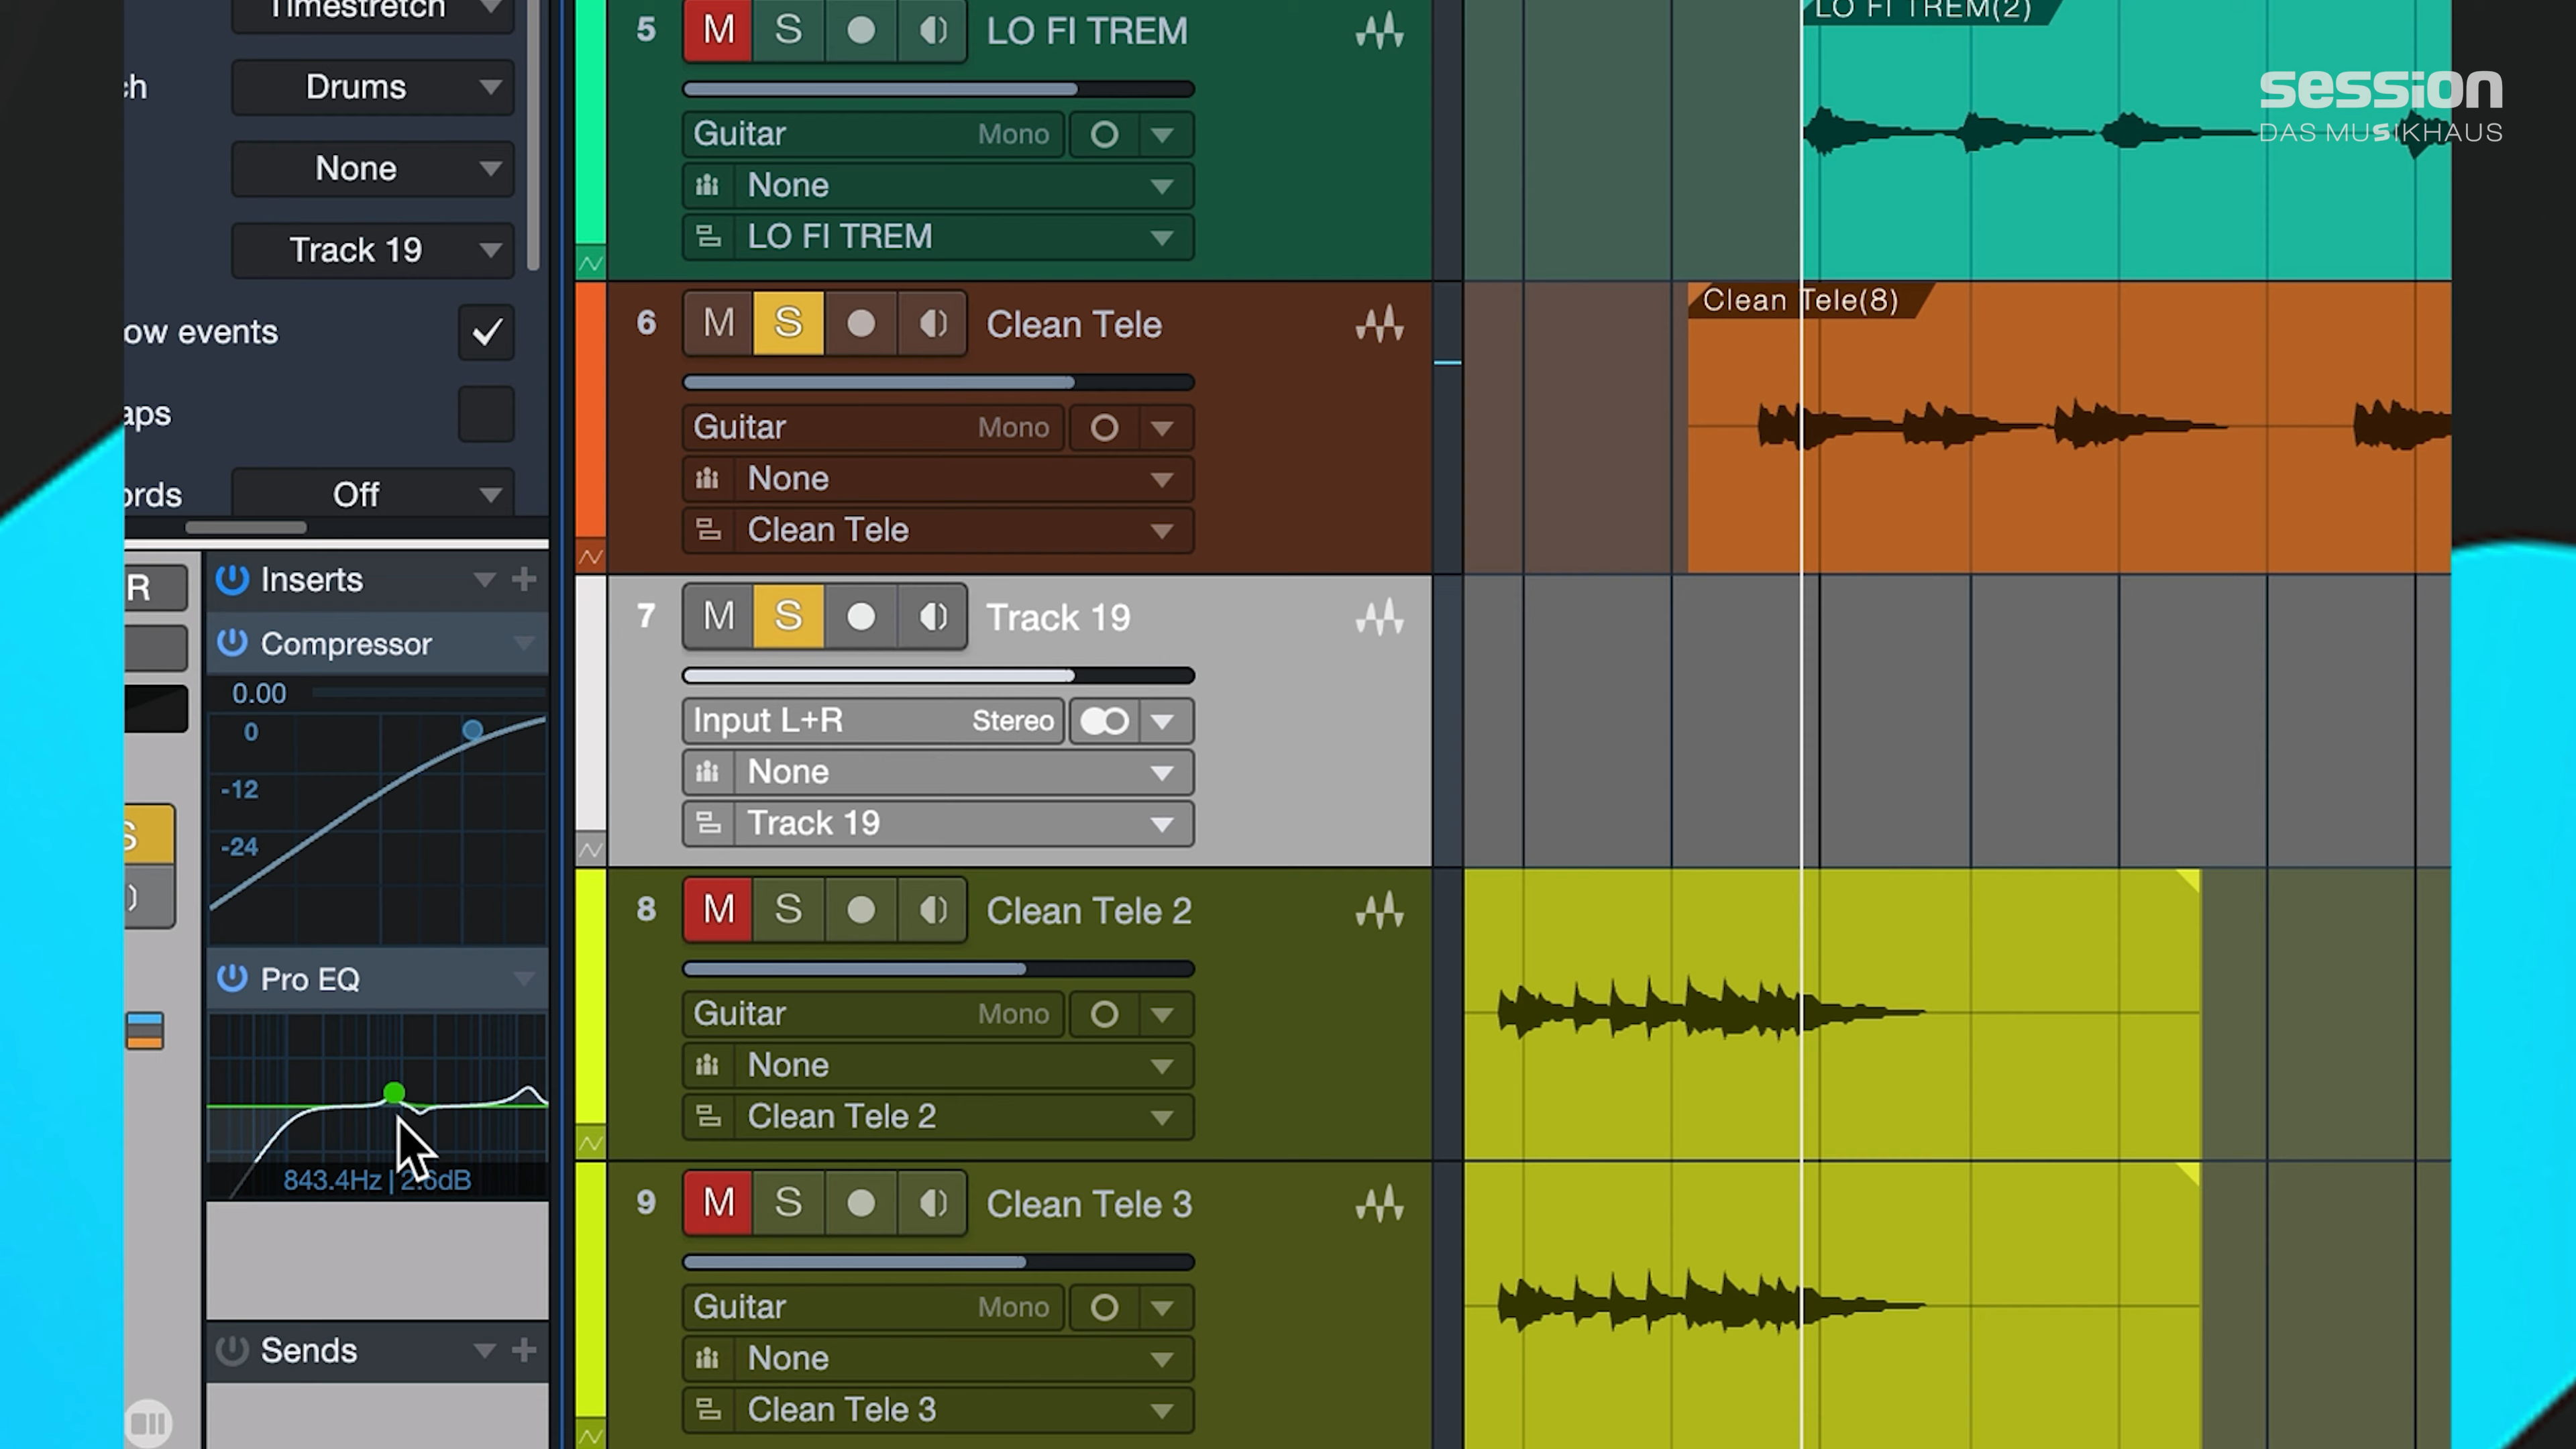 Timestretch
ch
Drums
None
Track 19
ow events
aps
ords
Off
R
Inserts
Compressor
0.00
0
-12
-24
S
Pro EQ
843.4Hz | 2.6dB
Sends
5
M S
LO FI TREM
Guitar Mono
None
LO FI TREM
6
M S
Clean Tele
Guitar Mono
None
Clean Tele
7
M S
Track 19
Input L+R Stereo
None
Track 19
8
M S
Clean Tele 2
Guitar Mono
None
Clean Tele 2
9
M S
Clean Tele 3
Guitar Mono
None
Clean Tele 3
LO FI TREM(2)
Clean Tele(8)
session
DAS MUSIKHAUS